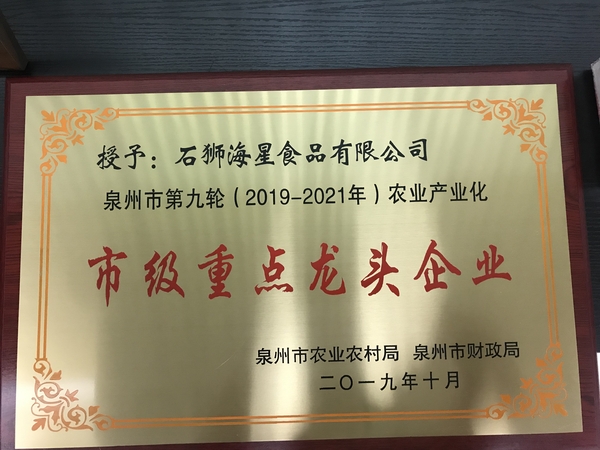 授予：石狮海星食品有限公司
泉州市第九轮（2019-2021年）农业产业化
市级重点龙头企业
泉州市农业农村局 泉州市财政局
二〇一九年十月